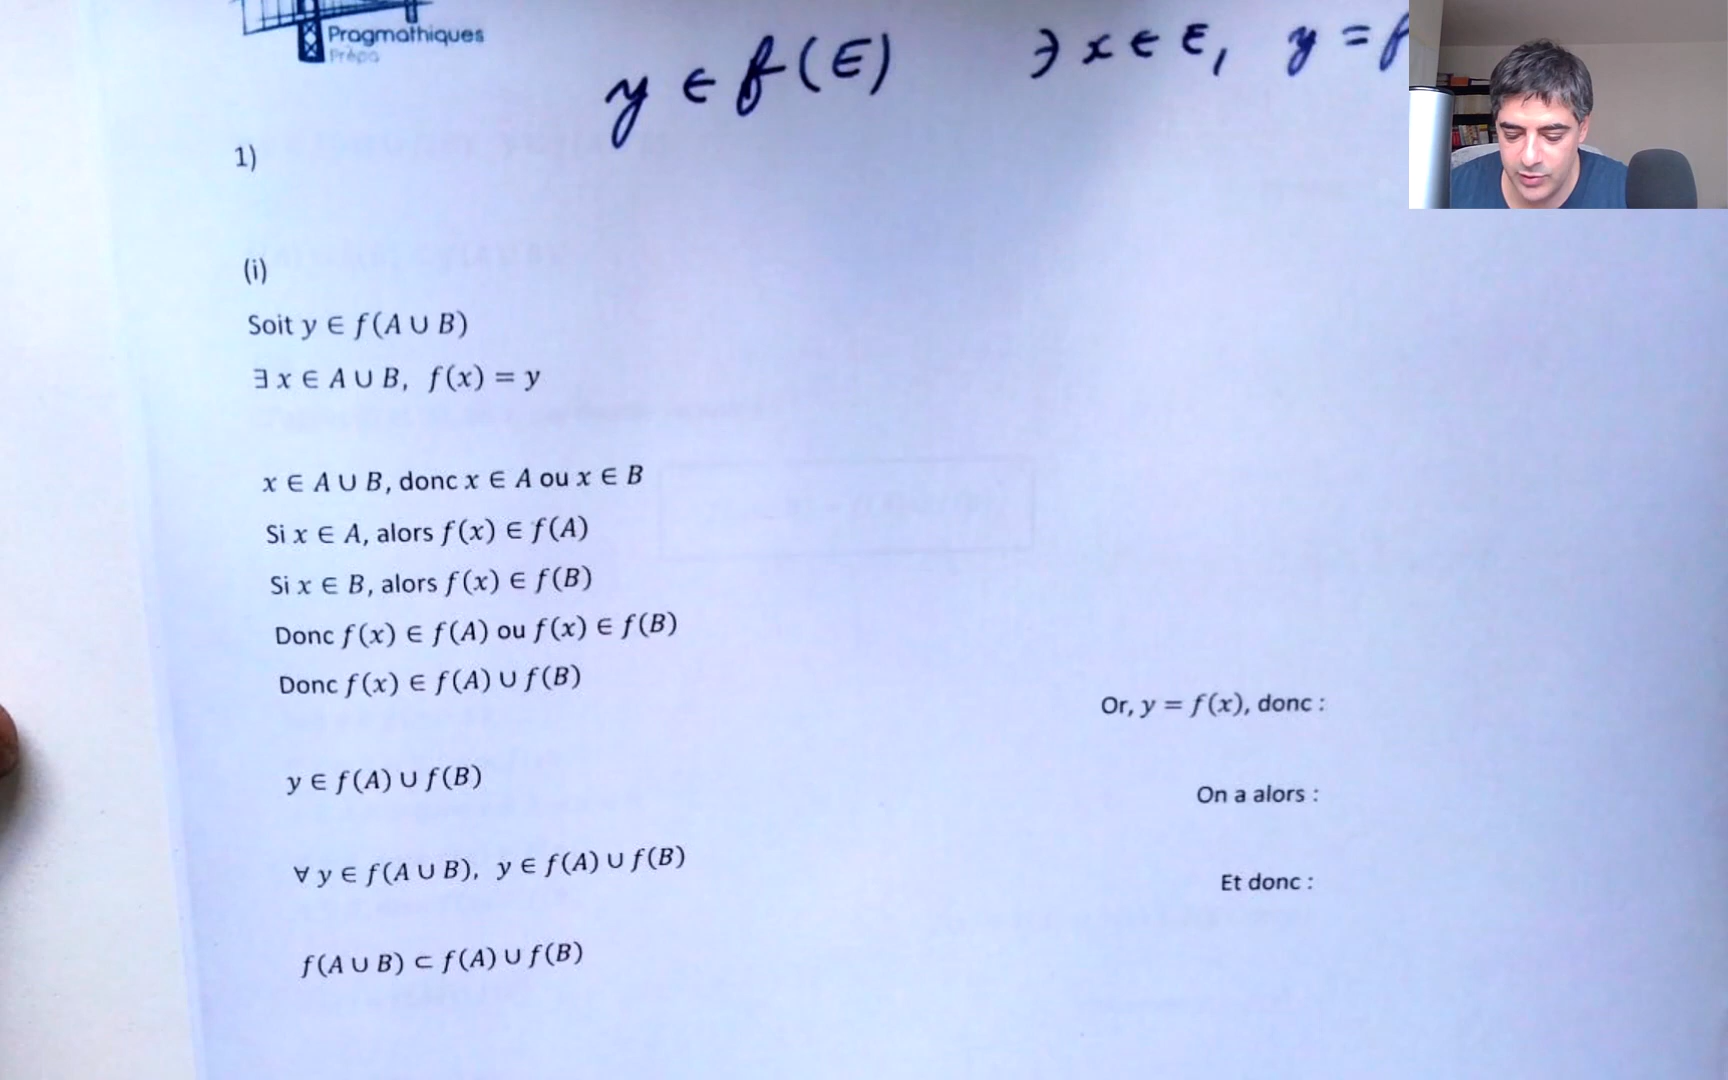 Pragmathiques
Prépa
y ∈ f(E) ∃ x ∈ E, y = f
1)
(i)
Soit y ∈ f(A ∪ B)
∃ x ∈ A ∪ B, f(x) = y
x ∈ A ∪ B, donc x ∈ A ou x ∈ B
Si x ∈ A, alors f(x) ∈ f(A)
Si x ∈ B, alors f(x) ∈ f(B)
Donc f(x) ∈ f(A) ou f(x) ∈ f(B)
Donc f(x) ∈ f(A) ∪ f(B)
Or, y = f(x), donc :
y ∈ f(A) ∪ f(B)
On a alors :
∀ y ∈ f(A ∪ B), y ∈ f(A) ∪ f(B)
Et donc :
f(A ∪ B) ⊂ f(A) ∪ f(B)